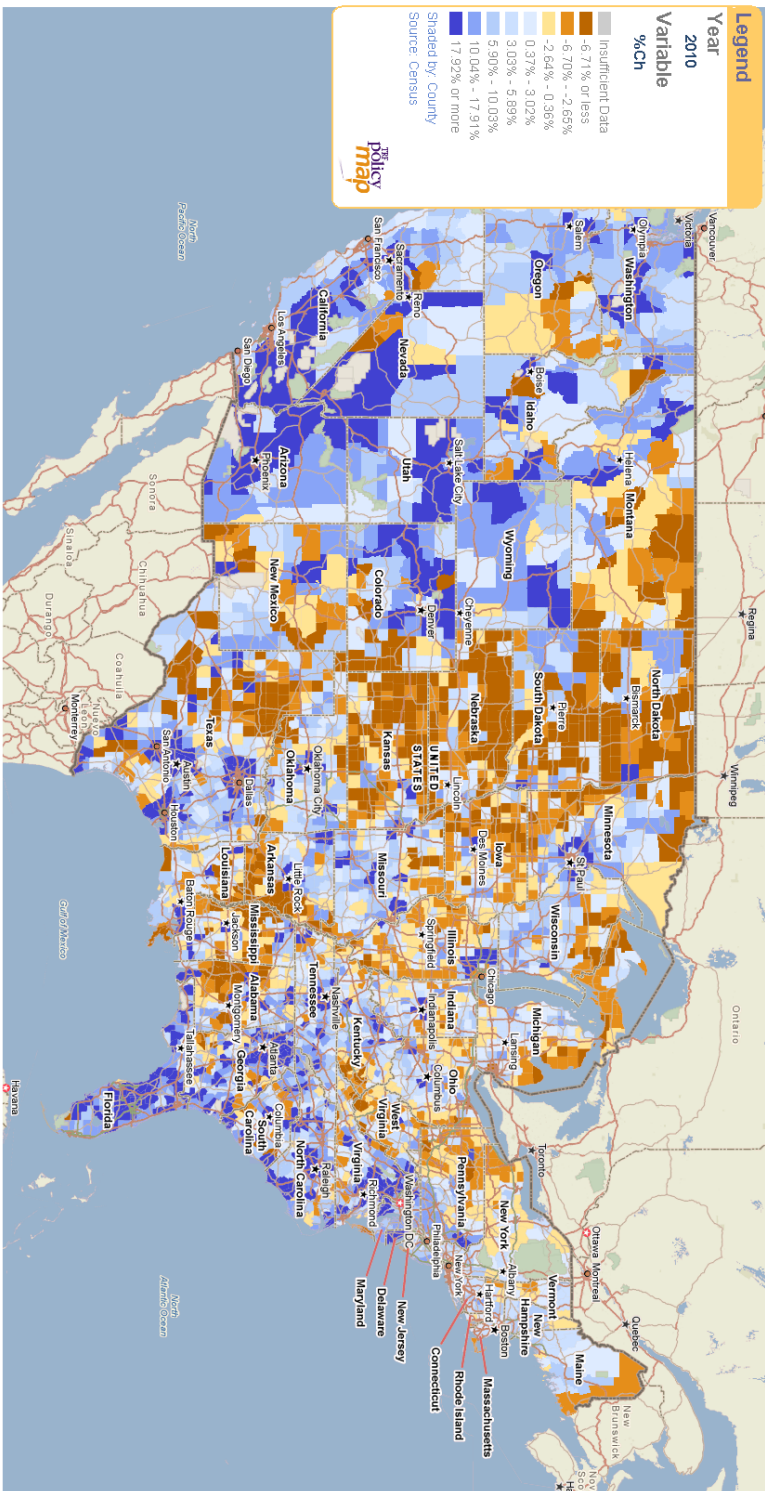 Legend
Year
2010
Variable
%Ch
Insufficient Data
-6.71% or less
-6.70% - -2.65%
-2.64% - 0.36%
0.37% - 3.02%
3.03% - 5.89%
5.90% - 10.03%
10.04% - 17.91%
17.92% or more
Shaded by: County
Source: Census
TRF
policy
map
Vancouver
Victoria
Olympia
Washington
Salem
Oregon
Boise
Idaho
Helena
Montana
Regina
Winnipeg
North Dakota
Bismarck
South Dakota
Pierre
Minnesota
St Paul
Wisconsin
Ontario
Michigan
Lansing
Toronto
Ottawa
Montreal
Quebec
New
Brunswick
Maine
Vermont
New
Hampshire
Boston
Massachusetts
Rhode Island
Connecticut
Hartford
Albany
New York
New York
Pennsylvania
Philadelphia
New Jersey
Delaware
Maryland
Washington DC
Wyoming
Cheyenne
Nebraska
Lincoln
Iowa
Des Moines
Illinois
Springfield
Chicago
Indiana
Indianapolis
Ohio
Columbus
West
Virginia
Virginia
Richmond
Sacramento
San Francisco
Reno
Nevada
California
Los Angeles
San Diego
Salt Lake City
Utah
Colorado
Denver
UNITED
STATES
Kansas
Missouri
Kentucky
Tennessee
Nashville
North Carolina
Raleigh
South
Carolina
Columbia
Arizona
Phoenix
New Mexico
Oklahoma City
Oklahoma
Arkansas
Little Rock
Mississippi
Jackson
Alabama
Montgomery
Georgia
Atlanta
Texas
Dallas
Austin
San Antonio
Houston
Louisiana
Baton Rouge
Tallahassee
Florida
Havana
Sonora
Chihuahua
Sinaloa
Durango
Coahuila
Nuevo
Leon
Monterrey
North
Pacific Ocean
Gulf of Mexico
North
Atlantic Ocean